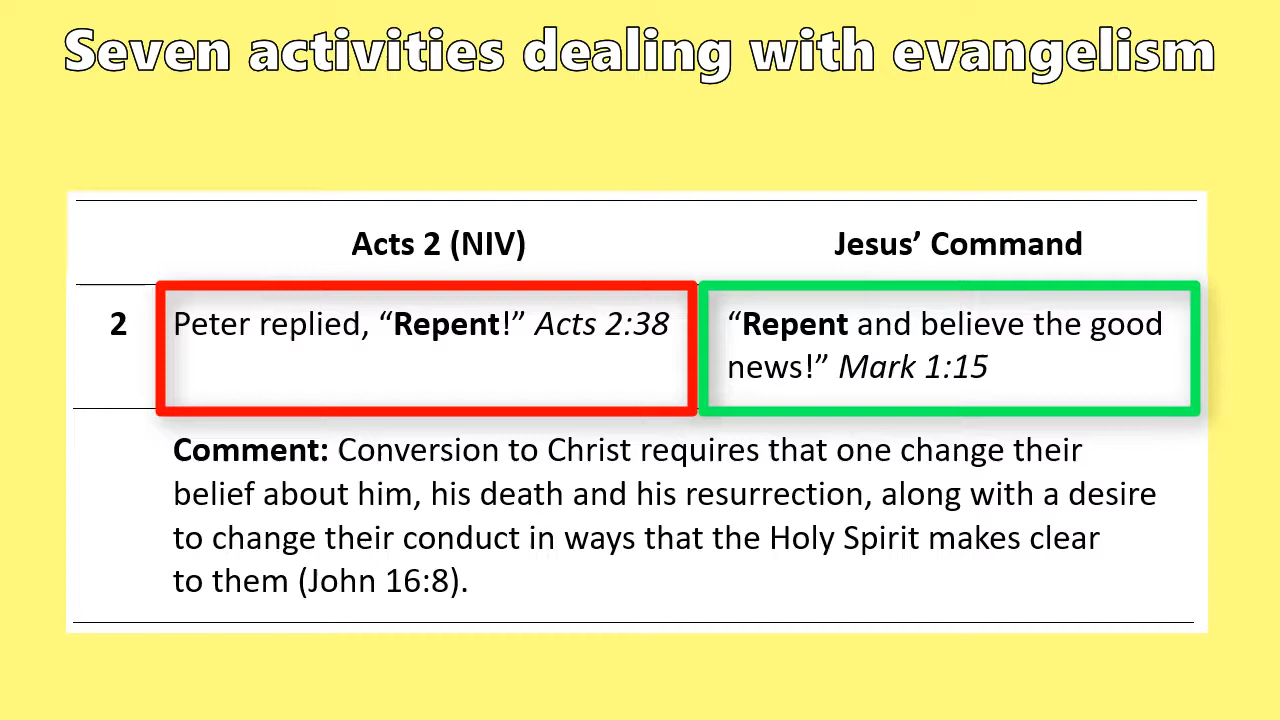 Seven activities dealing with evangelism
Acts 2 (NIV)
Jesus’ Command
2
Peter replied, “Repent!” Acts 2:38
“Repent and believe the good
news!” Mark 1:15
Comment: Conversion to Christ requires that one change their
belief about him, his death and his resurrection, along with a desire
to change their conduct in ways that the Holy Spirit makes clear
to them (John 16:8).